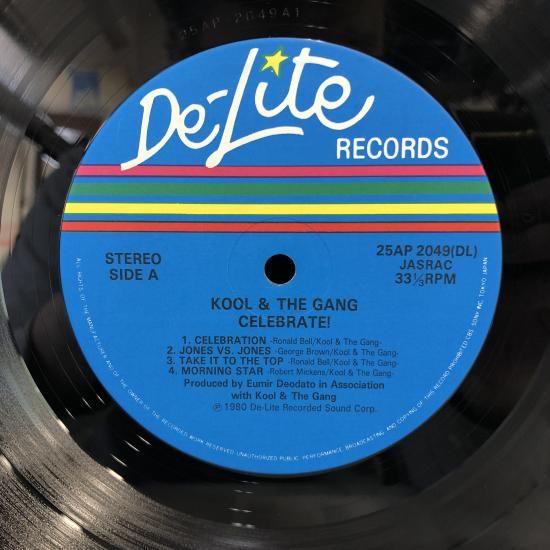 25AP 2049A1
De-Lite
RECORDS
STEREO
SIDE A
25AP 2049(DL)
JASRAC
33⅓RPM
KOOL & THE GANG
CELEBRATE!
1. CELEBRATION -Ronald Bell/Kool & The Gang-
2. JONES VS. JONES -George Brown/Kool & The Gang-
3. TAKE IT TO THE TOP -Ronald Bell/Kool & The Gang-
4. MORNING STAR -Robert Mickens/Kool & The Gang-
Produced by Eumir Deodato in Association
with Kool & The Gang
℗ 1980 De-Lite Recorded Sound Corp.
ALL RIGHTS OF THE MANUFACTURER AND OF THE OWNER OF THE RECORDED WORK RESERVED. UNAUTHORIZED PUBLIC PERFORMANCE, BROADCASTING AND COPYING OF THIS RECORD PROHIBITED. CBS SONY INC. TOKYO JAPAN